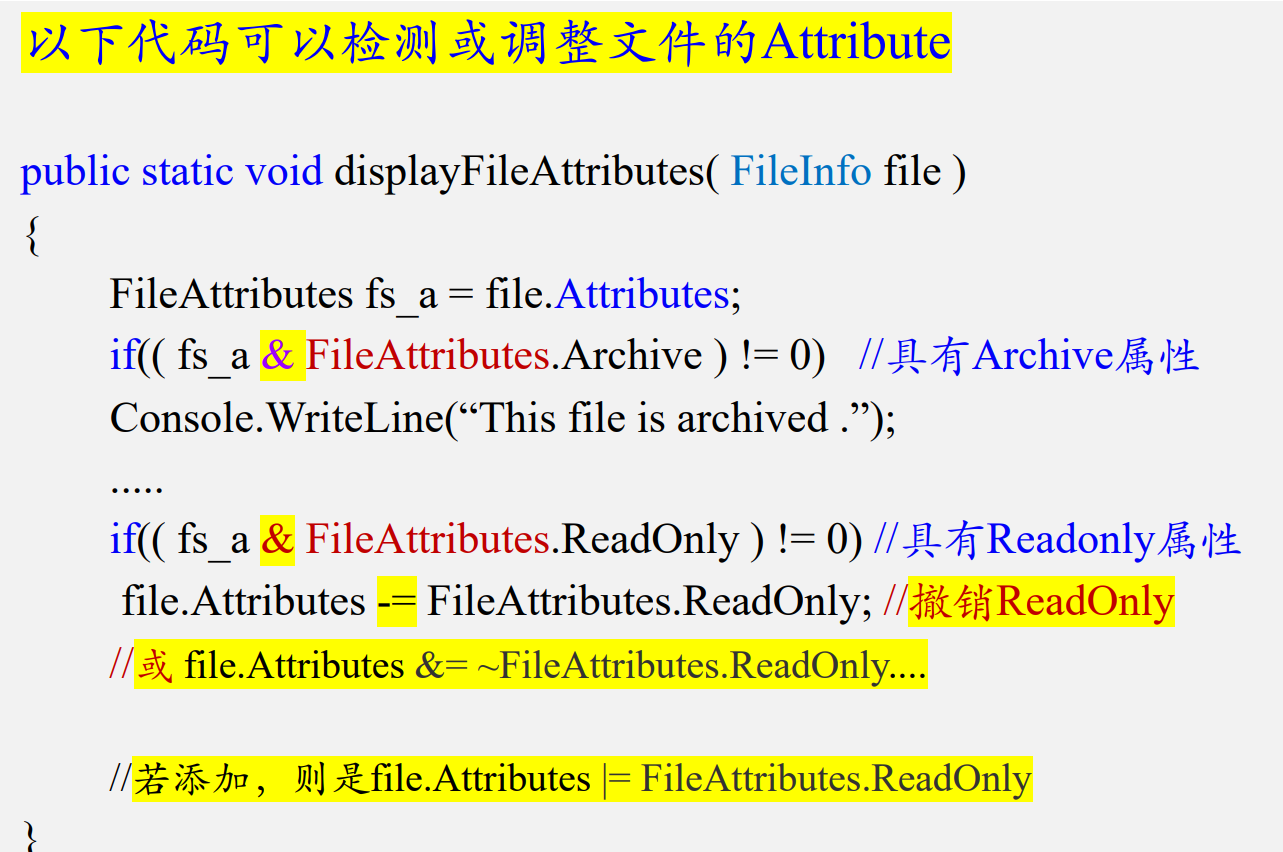 以下代码可以检测或调整文件的Attribute
public static void displayFileAttributes( FileInfo file )
{
FileAttributes fs_a = file.Attributes;
if(( fs_a & FileAttributes.Archive ) != 0) //具有Archive属性
Console.WriteLine(“This file is archived .”);
.....
if(( fs_a & FileAttributes.ReadOnly ) != 0) //具有Readonly属性
file.Attributes -= FileAttributes.ReadOnly; //撤销ReadOnly
//或 file.Attributes &= ~FileAttributes.ReadOnly....
//若添加，则是file.Attributes |= FileAttributes.ReadOnly
}